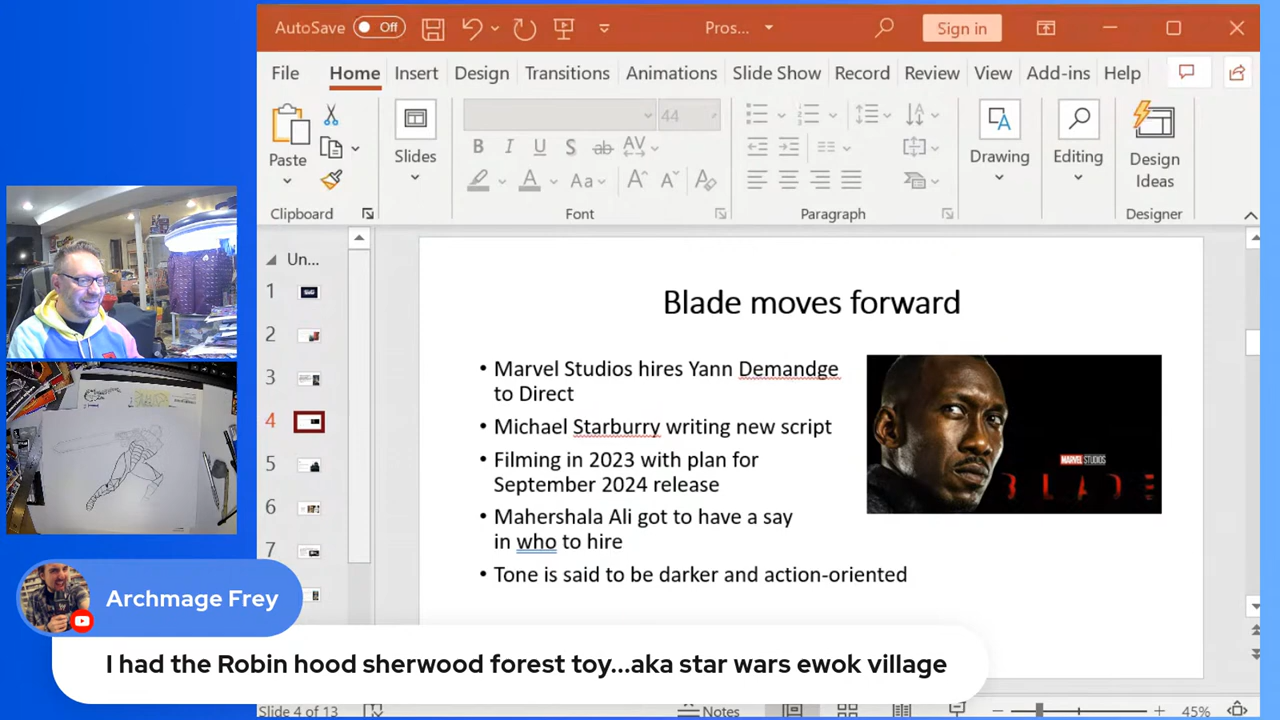 AutoSave Off Pros... Sign in
File Home Insert Design Transitions Animations Slide Show Record Review View Add-ins Help
44
Paste Slides Drawing Editing Design
Ideas
Clipboard Font Paragraph Designer
Un...
1
2
3
4
5
6
7
Blade moves forward
• Marvel Studios hires Yann Demandge
to Direct
• Michael Starburry writing new script
• Filming in 2023 with plan for
September 2024 release
• Mahershala Ali got to have a say
in who to hire
• Tone is said to be darker and action-oriented
MARVEL STUDIOS
BLADE
Archmage Frey
I had the Robin hood sherwood forest toy...aka star wars ewok village
Slide 4 of 13 Notes 45%